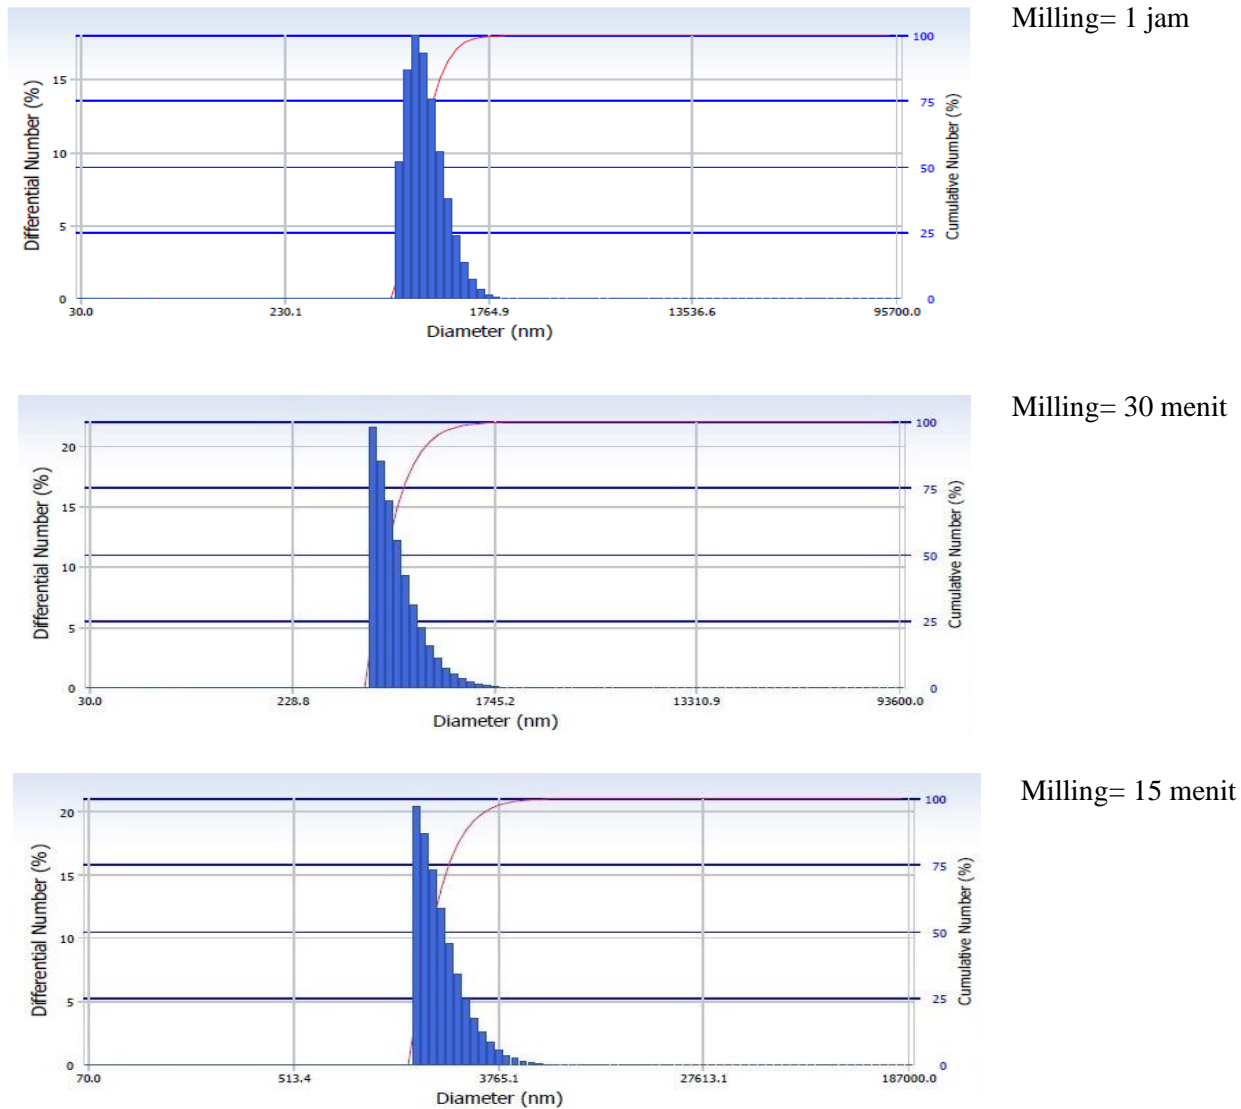 Milling= 1 jam
Differential Number (%)
15
10
5
0
100
75
50
25
0
Cumulative Number (%)
30.0 230.1 1764.9 13536.6 95700.0
Diameter (nm)
Milling= 30 menit
Differential Number (%)
20
15
10
5
0
100
75
50
25
0
Cumulative Number (%)
30.0 228.8 1745.2 13310.9 93600.0
Diameter (nm)
Milling= 15 menit
Differential Number (%)
20
15
10
5
0
100
75
50
25
0
Cumulative Number (%)
70.0 513.4 3765.1 27613.1 187000.0
Diameter (nm)